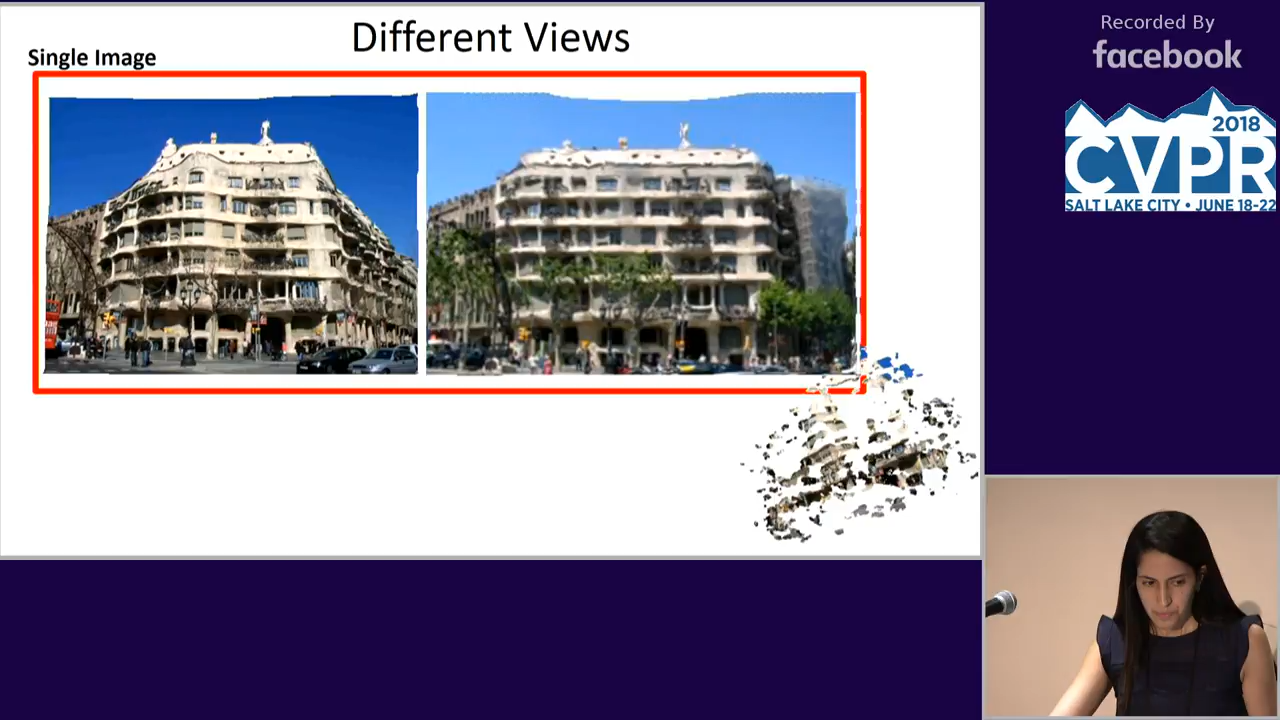 Different Views
Single Image
Recorded By
facebook
2018
CVPR
SALT LAKE CITY • JUNE 18-22